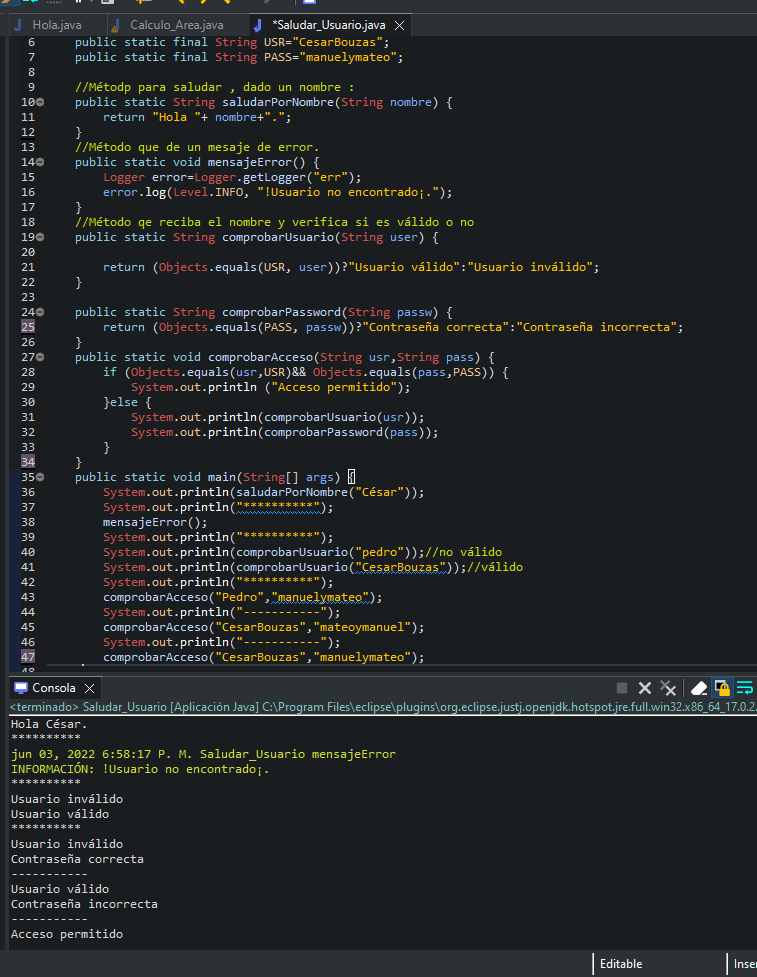 Hola.java Calculo_Area.java *Saludar_Usuario.java
6 public static final String USR="CesarBouzas";
7 public static final String PASS="manuelymateo";
8
9 //Métodp para saludar , dado un nombre :
10 public static String saludarPorNombre(String nombre) {
11 return "Hola "+ nombre+".";
12 }
13 //Método que de un mesaje de error.
14 public static void mensajeError() {
15 Logger error=Logger.getLogger("err");
16 error.log(Level.INFO, "!Usuario no encontrado¡.");
17 }
18 //Método qe reciba el nombre y verifica si es válido o no
19 public static String comprobarUsuario(String user) {
20
21 return (Objects.equals(USR, user))?"Usuario válido":"Usuario inválido";
22 }
23
24 public static String comprobarPassword(String passw) {
25 return (Objects.equals(PASS, passw))?"Contraseña correcta":"Contraseña incorrecta";
26 }
27 public static void comprobarAcceso(String usr,String pass) {
28 if (Objects.equals(usr,USR)&& Objects.equals(pass,PASS)) {
29 System.out.println ("Acceso permitido");
30 }else {
31 System.out.println(comprobarUsuario(usr));
32 System.out.println(comprobarPassword(pass));
33 }
34 }
35 public static void main(String[] args) {
36 System.out.println(saludarPorNombre("César"));
37 System.out.println("**********");
38 mensajeError();
39 System.out.println("**********");
40 System.out.println(comprobarUsuario("pedro"));//no válido
41 System.out.println(comprobarUsuario("CesarBouzas"));//válido
42 System.out.println("**********");
43 comprobarAcceso("Pedro","manuelymateo");
44 System.out.println("-----------");
45 comprobarAcceso("CesarBouzas","mateoymanuel");
46 System.out.println("-----------");
47 comprobarAcceso("CesarBouzas","manuelymateo");
48
Consola
<terminado> Saludar_Usuario [Aplicación Java] C:\Program Files\eclipse\plugins\org.eclipse.justj.openjdk.hotspot.jre.full.win32.x86_64_17.0.2.
Hola César.
**********
jun 03, 2022 6:58:17 P. M. Saludar_Usuario mensajeError
INFORMACIÓN: !Usuario no encontrado¡.
**********
Usuario inválido
Usuario válido
**********
Usuario inválido
Contraseña correcta
-----------
Usuario válido
Contraseña incorrecta
-----------
Acceso permitido
Editable Inser